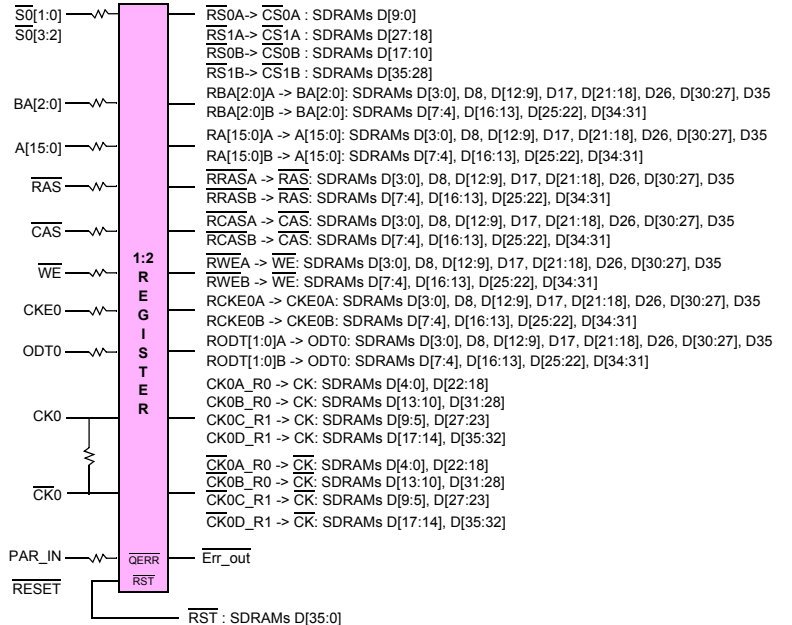 S0[1:0]
S0[3:2]
BA[2:0]
A[15:0]
RAS
CAS
WE
CKE0
ODT0
CK0
CK0
PAR_IN
RESET
1:2
R
E
G
I
S
T
E
R
QERR
RST
RS0A-> CS0A : SDRAMs D[9:0]
RS1A-> CS1A : SDRAMs D[27:18]
RS0B-> CS0B : SDRAMs D[17:10]
RS1B-> CS1B : SDRAMs D[35:28]
RBA[2:0]A -> BA[2:0]: SDRAMs D[3:0], D8, D[12:9], D17, D[21:18], D26, D[30:27], D35
RBA[2:0]B -> BA[2:0]: SDRAMs D[7:4], D[16:13], D[25:22], D[34:31]
RA[15:0]A -> A[15:0]: SDRAMs D[3:0], D8, D[12:9], D17, D[21:18], D26, D[30:27], D35
RA[15:0]B -> A[15:0]: SDRAMs D[7:4], D[16:13], D[25:22], D[34:31]
RRASA -> RAS: SDRAMs D[3:0], D8, D[12:9], D17, D[21:18], D26, D[30:27], D35
RRASB -> RAS: SDRAMs D[7:4], D[16:13], D[25:22], D[34:31]
RCASA -> CAS: SDRAMs D[3:0], D8, D[12:9], D17, D[21:18], D26, D[30:27], D35
RCASB -> CAS: SDRAMs D[7:4], D[16:13], D[25:22], D[34:31]
RWEA -> WE: SDRAMs D[3:0], D8, D[12:9], D17, D[21:18], D26, D[30:27], D35
RWEB -> WE: SDRAMs D[7:4], D[16:13], D[25:22], D[34:31]
RCKE0A -> CKE0A: SDRAMs D[3:0], D8, D[12:9], D17, D[21:18], D26, D[30:27], D35
RCKE0B -> CKE0B: SDRAMs D[7:4], D[16:13], D[25:22], D[34:31]
RODT[1:0]A -> ODT0: SDRAMs D[3:0], D8, D[12:9], D17, D[21:18], D26, D[30:27], D35
RODT[1:0]B -> ODT0: SDRAMs D[7:4], D[16:13], D[25:22], D[34:31]
CK0A_R0 -> CK: SDRAMs D[4:0], D[22:18]
CK0B_R0 -> CK: SDRAMs D[13:10], D[31:28]
CK0C_R1 -> CK: SDRAMs D[9:5], D[27:23]
CK0D_R1 -> CK: SDRAMs D[17:14], D[35:32]
CK0A_R0 -> CK: SDRAMs D[4:0], D[22:18]
CK0B_R0 -> CK: SDRAMs D[13:10], D[31:28]
CK0C_R1 -> CK: SDRAMs D[9:5], D[27:23]
CK0D_R1 -> CK: SDRAMs D[17:14], D[35:32]
Err_out
RST : SDRAMs D[35:0]